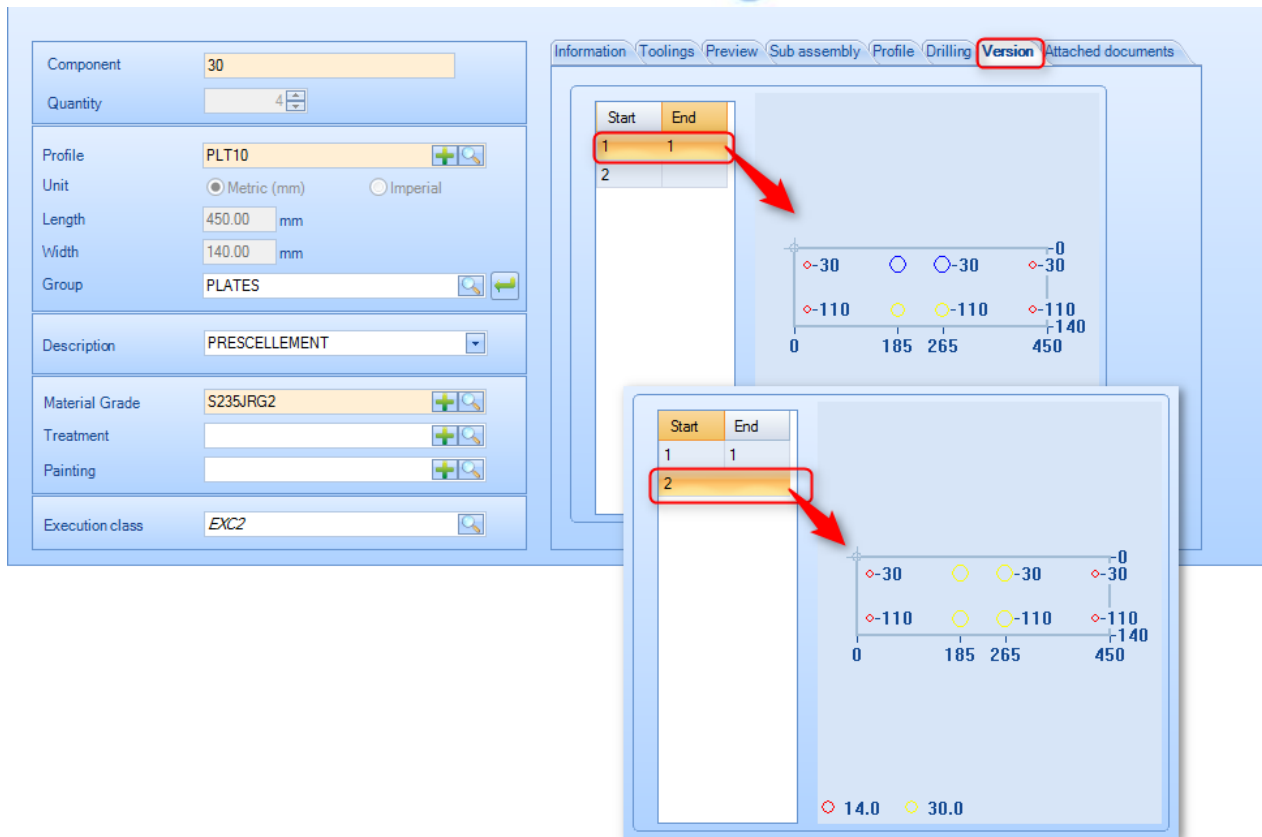 Component 30
Quantity 4
Profile PLT10
Unit Metric (mm) Imperial
Length 450.00 mm
Width 140.00 mm
Group PLATES
Description PRESCELLEMENT
Material Grade S235JRG2
Treatment
Painting
Execution class EXC2
Information Toolings Preview Sub assembly Profile Drilling Version Attached documents
Start End
1 1
2
-0
-30 -30 -30
-110 -110 -110
-140
0 185 265 450
Start End
1 1
2
-0
-30 -30 -30
-110 -110 -110
-140
0 185 265 450
14.0 30.0